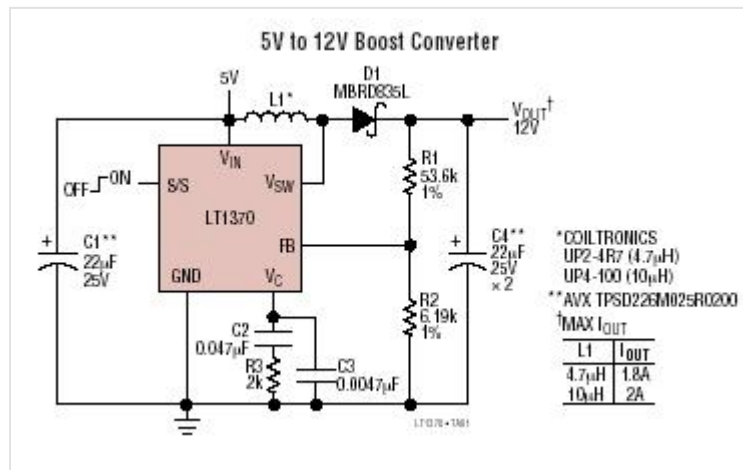 5V to 12V Boost Converter
5V
L1*
D1
MBRD835L
VOUT†
12V
VIN
OFF ON
S/S
VSW
R1
53.6k
1%
LT1370
C1**
22µF
25V
+
FB
C4**
22µF
25V
× 2
+
GND
VC
R2
6.19k
1%
C2
0.047µF
R3
2k
C3
0.0047µF
*COILTRONICS
UP2-4R7 (4.7µH)
UP4-100 (10µH)
**AVX TPSD226M025R0200
†MAX IOUT
L1 IOUT
4.7µH 1.8A
10µH 2A
LT1370 • TA01